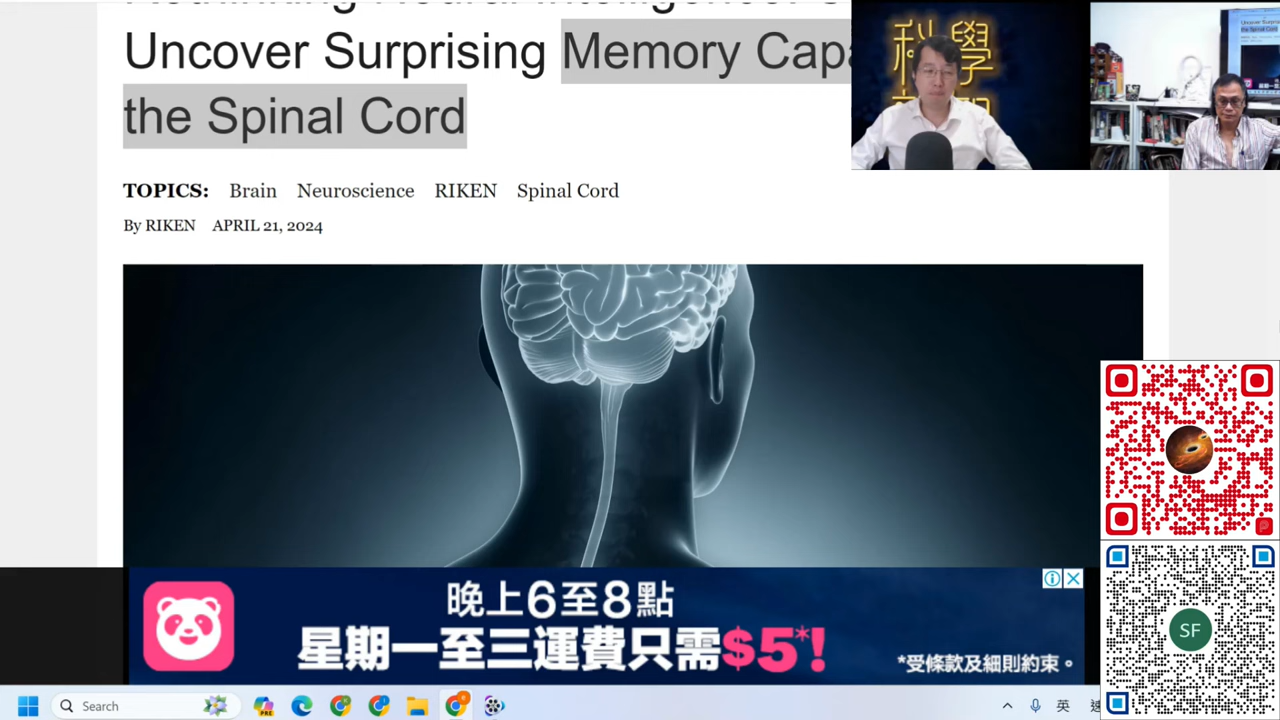 Uncover Surprising Memory Capa
the Spinal Cord
TOPICS: Brain Neuroscience RIKEN Spinal Cord
By RIKEN APRIL 21, 2024
科學
晚上6至8點
星期一至三運費只需$5*!
*受條款及細則約束。
SF
Search
PRE
英